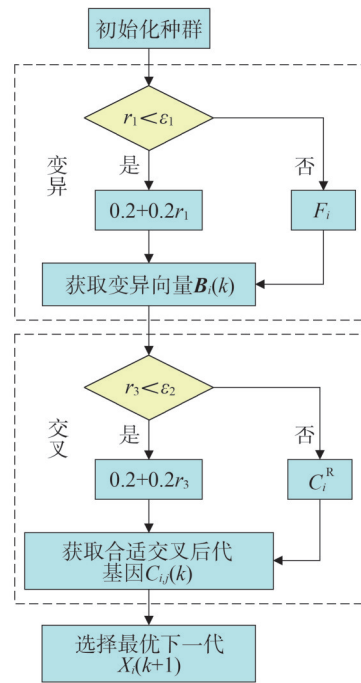 初始化种群
r₁<ε₁
变异
是
否
0.2+0.2r₁
Fᵢ
获取变异向量Bᵢ(k)
r₃<ε₂
交叉
是
否
0.2+0.2r₃
Cᵢᴿ
获取合适交叉后代
基因Cᵢ,ⱼ(k)
选择最优下一代
Xᵢ(k+1)